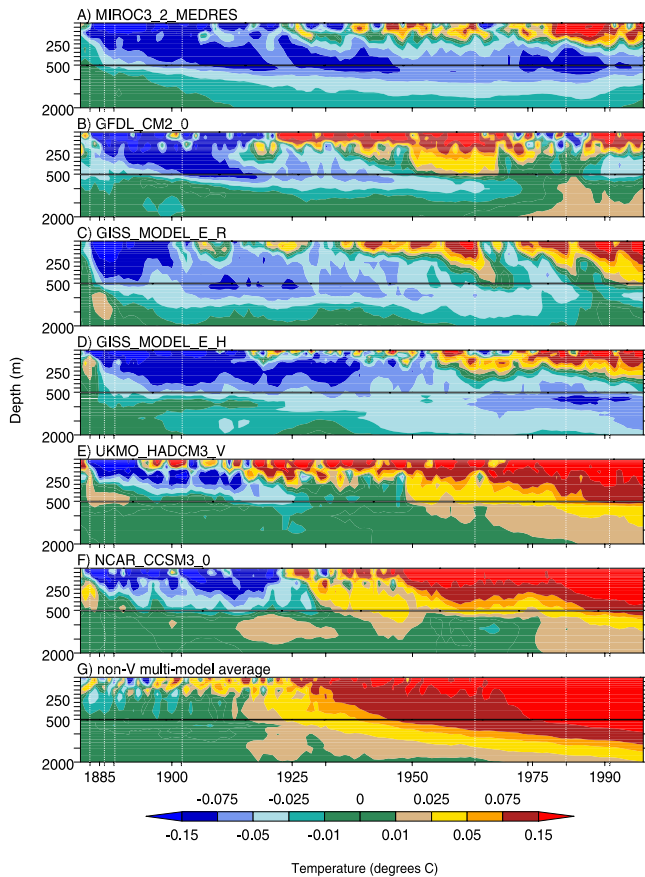 A) MIROC3_2_MEDRES
250
500
2000
B) GFDL_CM2_0
250
500
2000
C) GISS_MODEL_E_R
250
500
2000
D) GISS_MODEL_E_H
250
500
2000
E) UKMO_HADCM3_V
250
500
2000
F) NCAR_CCSM3_0
250
500
2000
G) non-V multi-model average
250
500
2000
Depth (m)
1885 1900 1925 1950 1975 1990
-0.075 -0.025 0 0.025 0.075
-0.15 -0.05 -0.01 0.01 0.05 0.15
Temperature (degrees C)